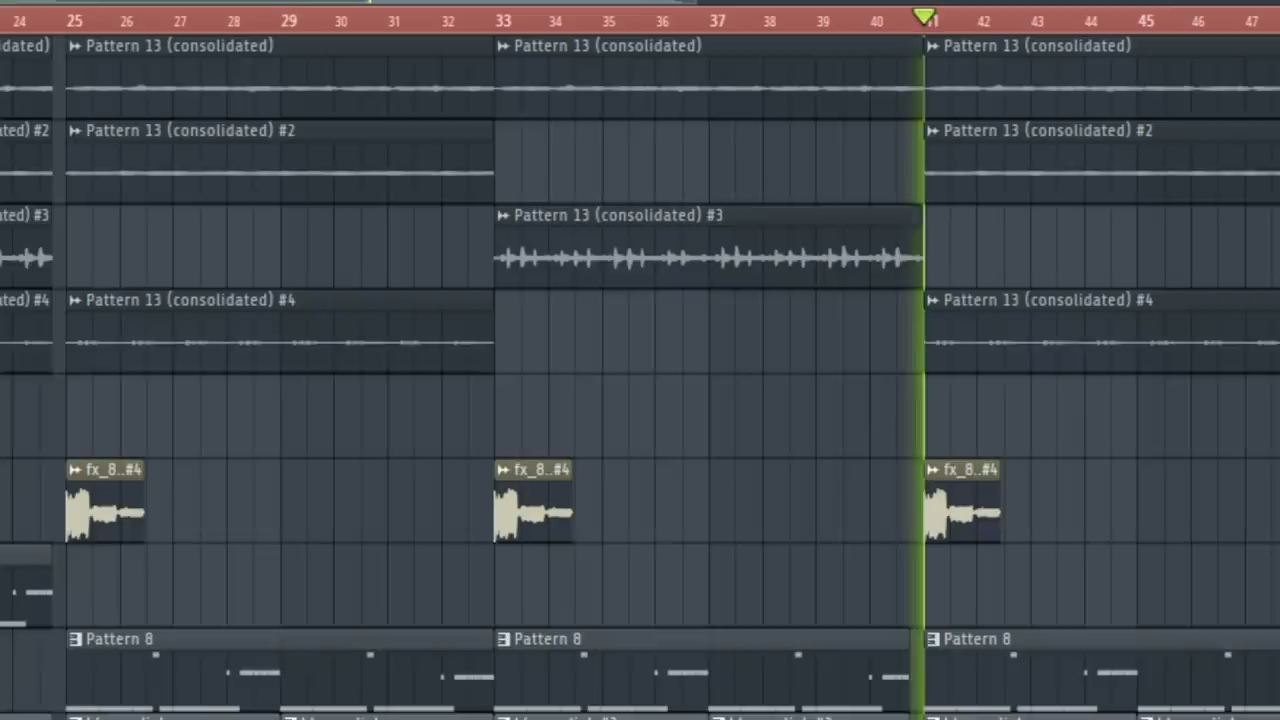 24 25 26 27 28 29 30 31 32 33 34 35 36 37 38 39 40 41 42 43 44 45 46 47
dated) Pattern 13 (consolidated) Pattern 13 (consolidated) Pattern 13 (consolidated)
ated) #2 Pattern 13 (consolidated) #2 Pattern 13 (consolidated) #2
ated) #3 Pattern 13 (consolidated) #3
ated) #4 Pattern 13 (consolidated) #4 Pattern 13 (consolidated) #4
fx_8..#4 fx_8..#4 fx_8..#4
Pattern 8 Pattern 8 Pattern 8